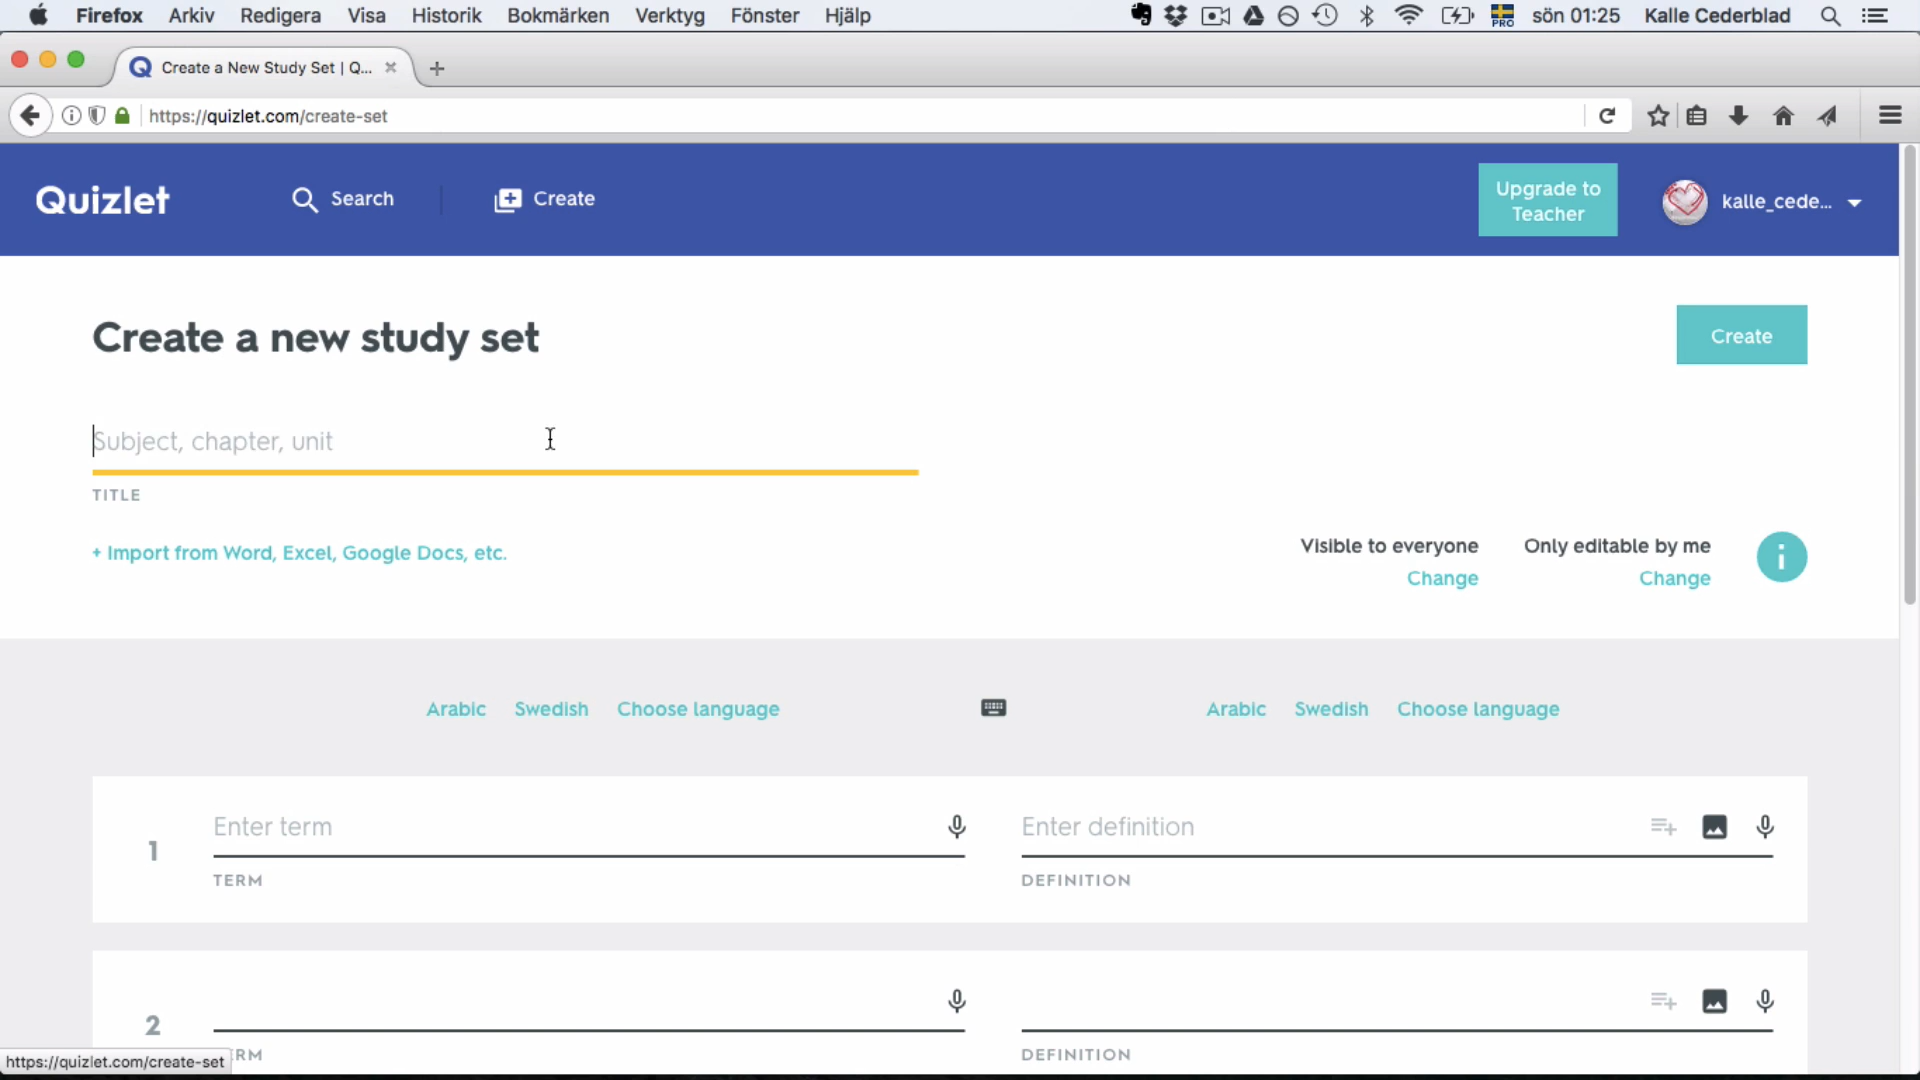 Firefox Arkiv Redigera Visa Historik Bokmärken Verktyg Fönster Hjälp PRO sön 01:25 Kalle Cederblad
Q Create a New Study Set | Q...
https://quizlet.com/create-set
Quizlet Search Create Upgrade to Teacher kalle_cede...
Create a new study set Create
Subject, chapter, unit
TITLE
+ Import from Word, Excel, Google Docs, etc.
Visible to everyone Only editable by me
Change Change
Arabic Swedish Choose language Arabic Swedish Choose language
1 Enter term Enter definition
TERM DEFINITION
2
RM DEFINITION
https://quizlet.com/create-set